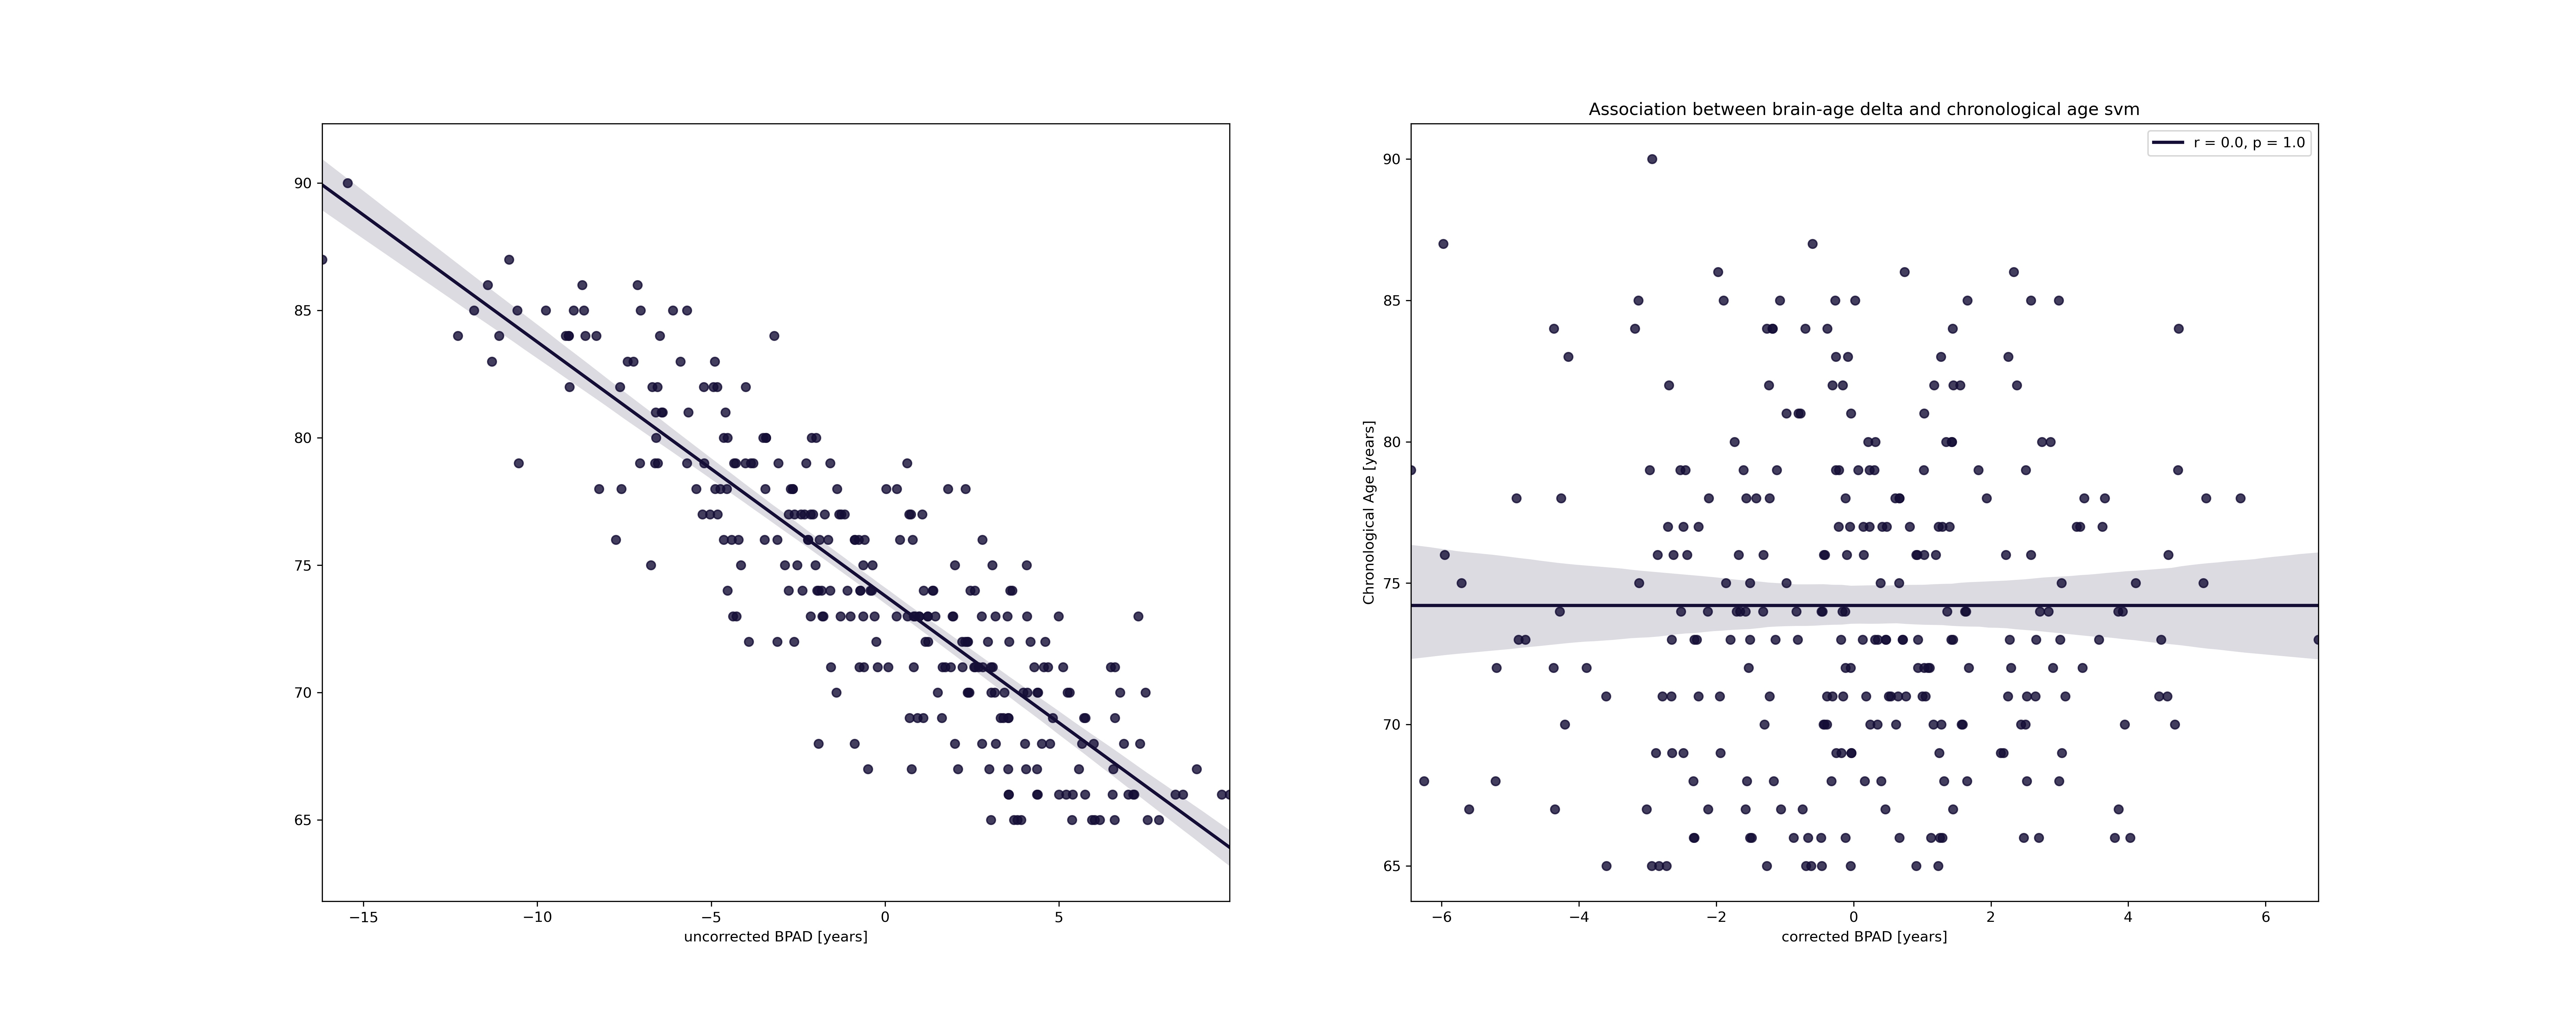 90
85
80
75
70
65
−15 −10 −5 0 5
uncorrected BPAD [years]
Association between brain-age delta and chronological age svm
r = 0.0, p = 1.0
Chronological Age [years]
90
85
80
75
70
65
−6 −4 −2 0 2 4 6
corrected BPAD [years]